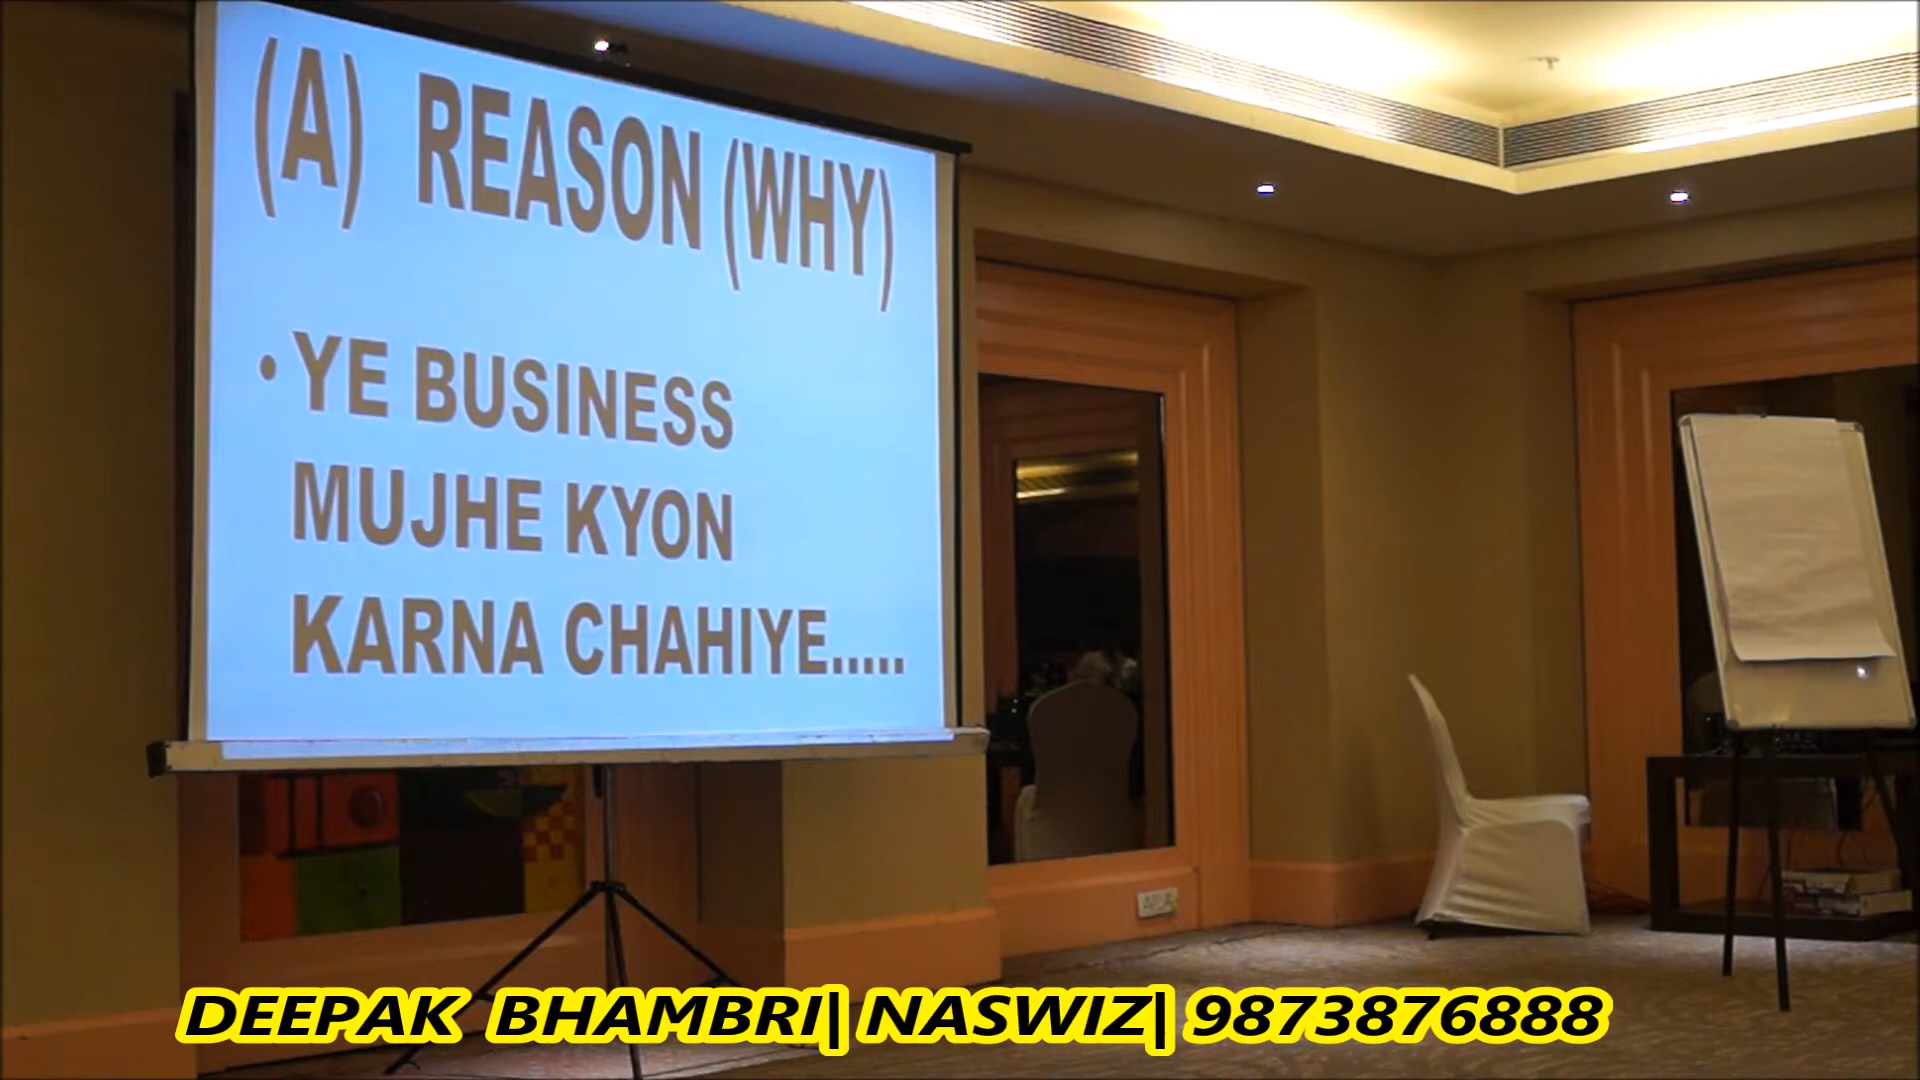 (A) REASON (WHY)
• YE BUSINESS
MUJHE KYON
KARNA CHAHIYE.....
DEEPAK BHAMBRI| NASWIZ| 9873876888